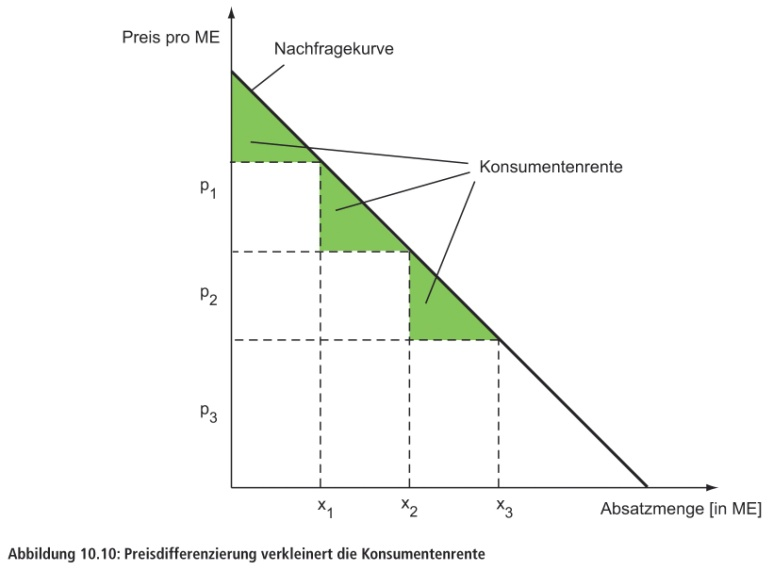 Preis pro ME
Nachfragekurve
Konsumentenrente
p1
p2
p3
x1
x2
x3
Absatzmenge [in ME]
Abbildung 10.10: Preisdifferenzierung verkleinert die Konsumentenrente